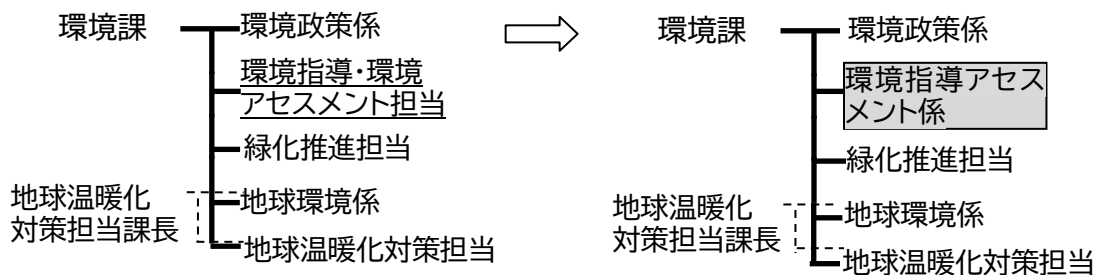 環境課
環境政策係
環境指導・環境
アセスメント担当
緑化推進担当
地球温暖化
対策担当課長
地球環境係
地球温暖化対策担当
環境課
環境政策係
環境指導アセス
メント係
緑化推進担当
地球温暖化
対策担当課長
地球環境係
地球温暖化対策担当